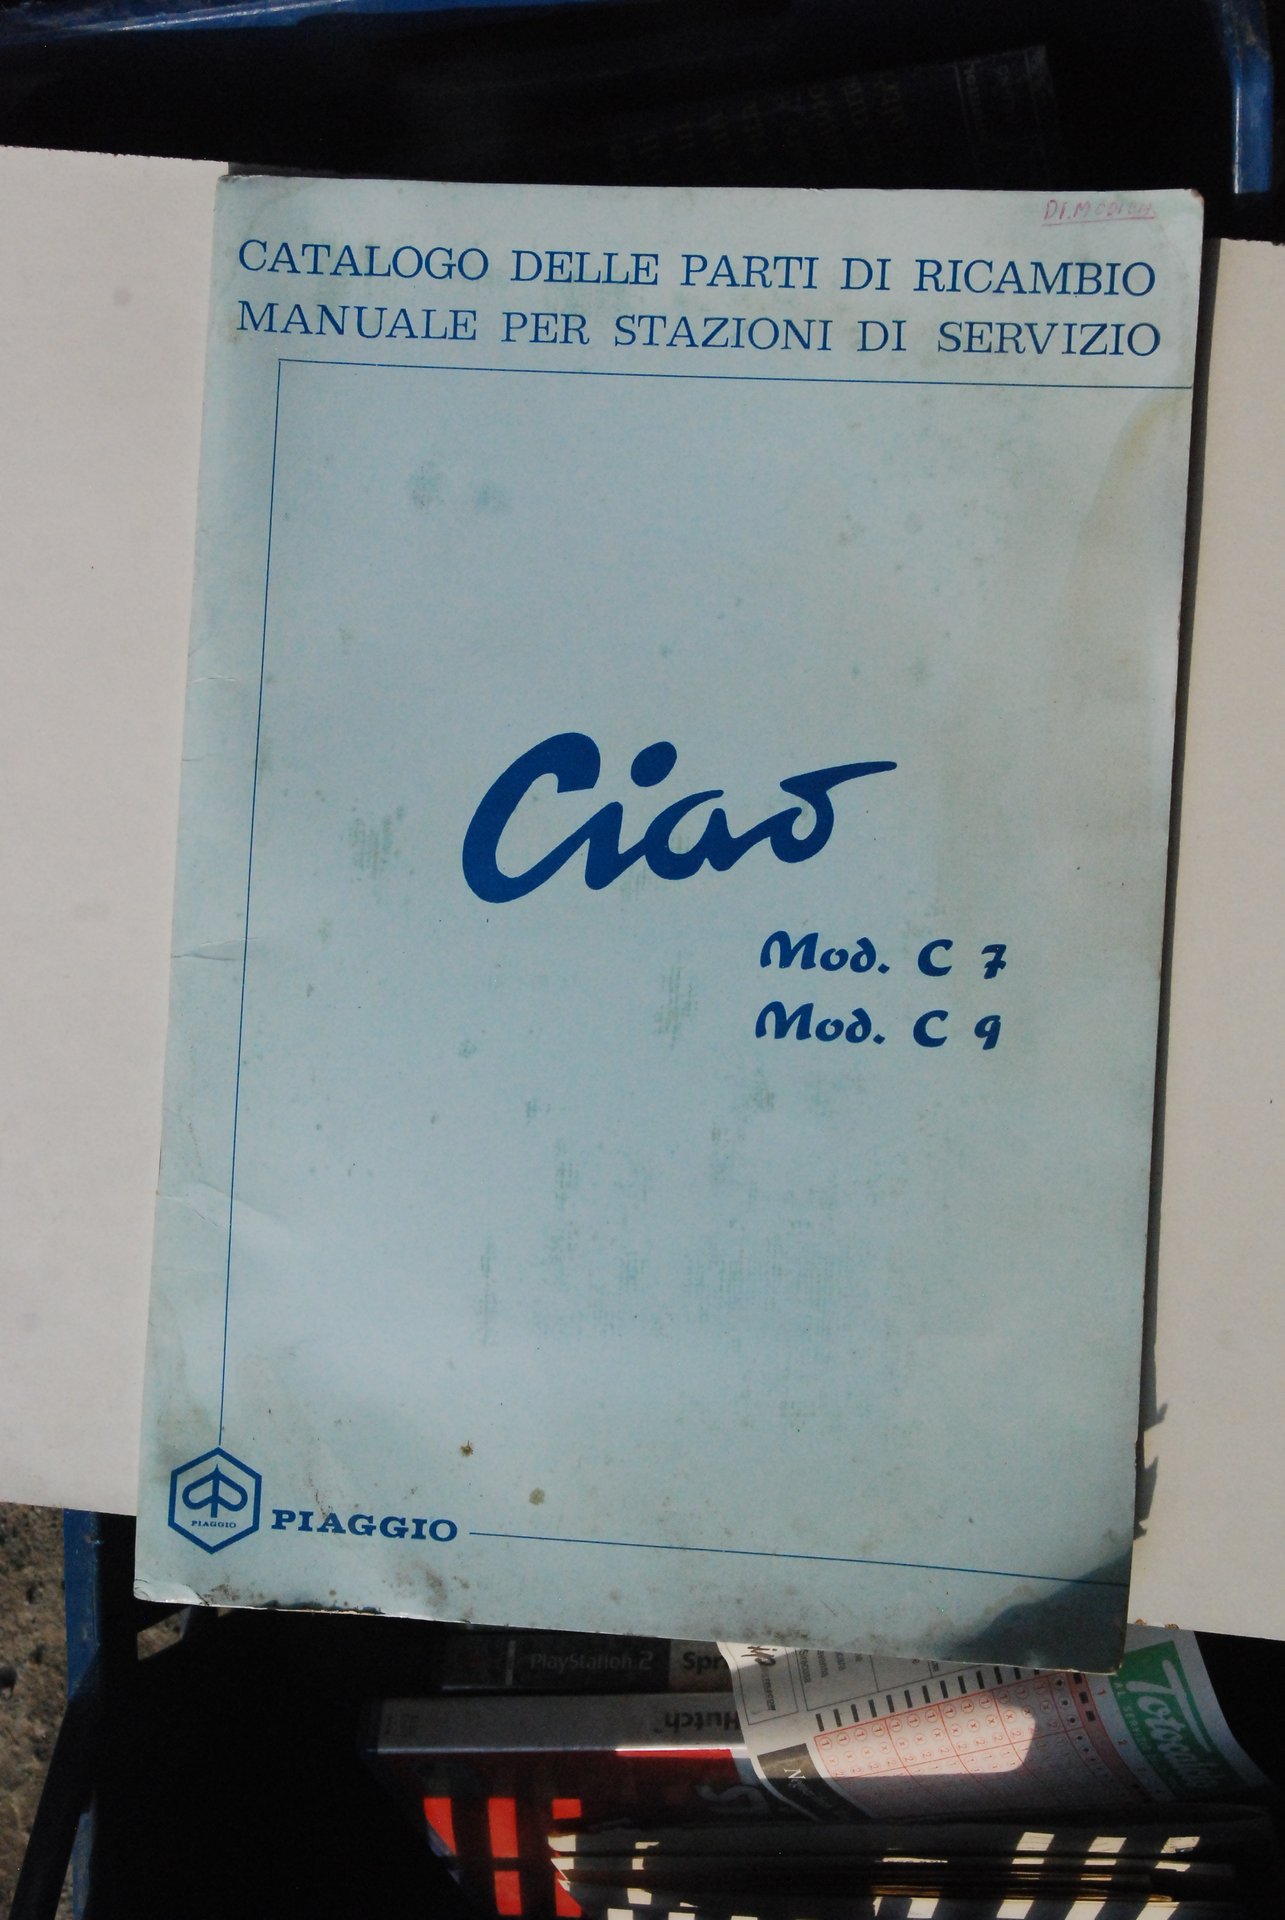 CATALOGO DELLE PARTI DI RICAMBIO
MANUALE PER STAZIONI DI SERVIZIO
Ciao
Mod. C 7
Mod. C 9
PIAGGIO
PIAGGIO
PlayStation 2
Hutch